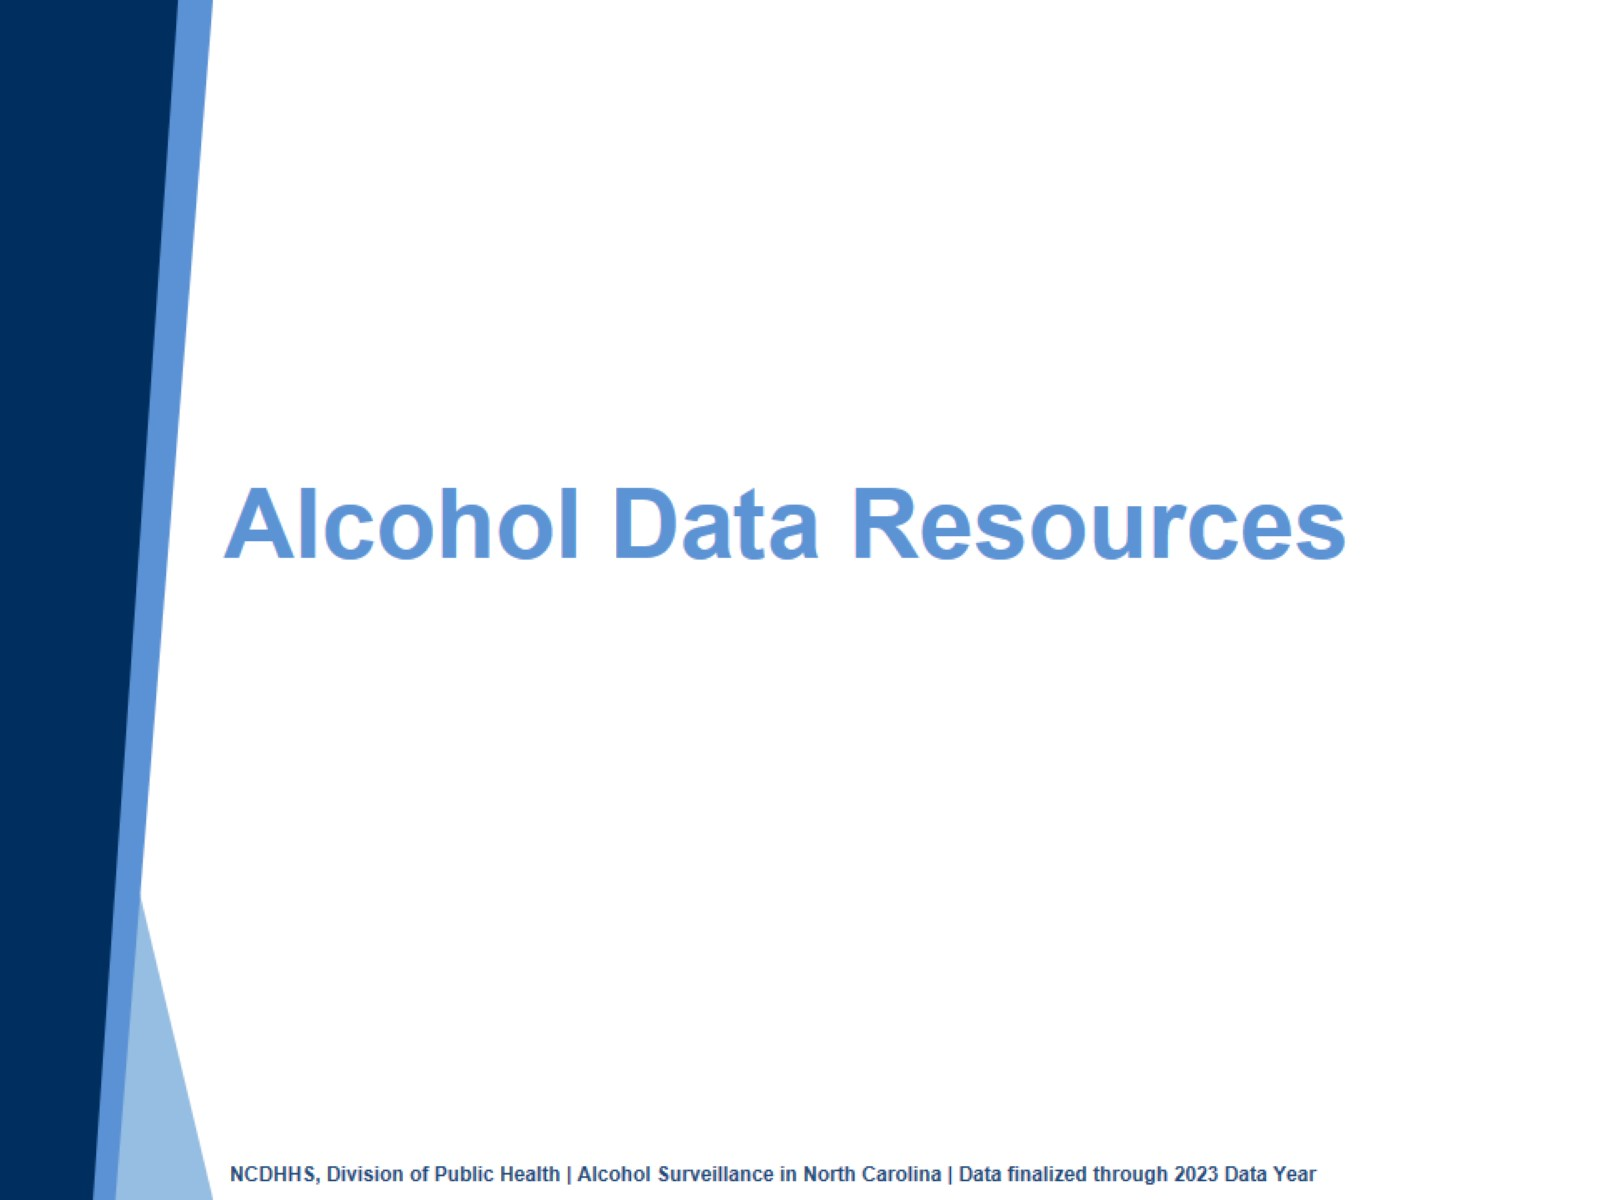 Alcohol Data Resources
NCDHHS, Division of Public Health | Alcohol Surveillance in North Carolina | Data finalized through 2023 Data Year